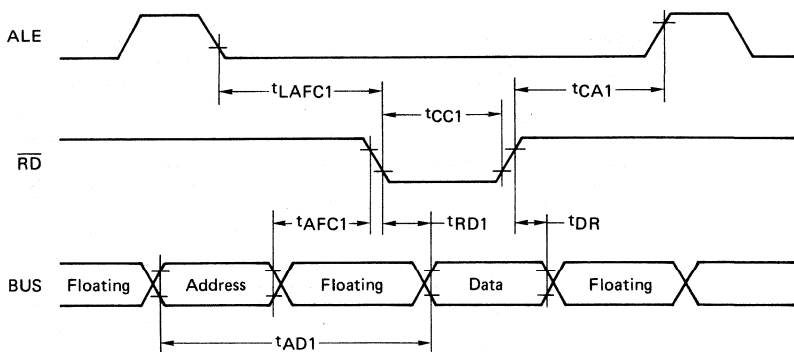 ALE
tLAFC1
tCC1
tCA1
RD
tAFC1
tRD1
tDR
BUS
Floating
Address
Floating
Data
Floating
tAD1